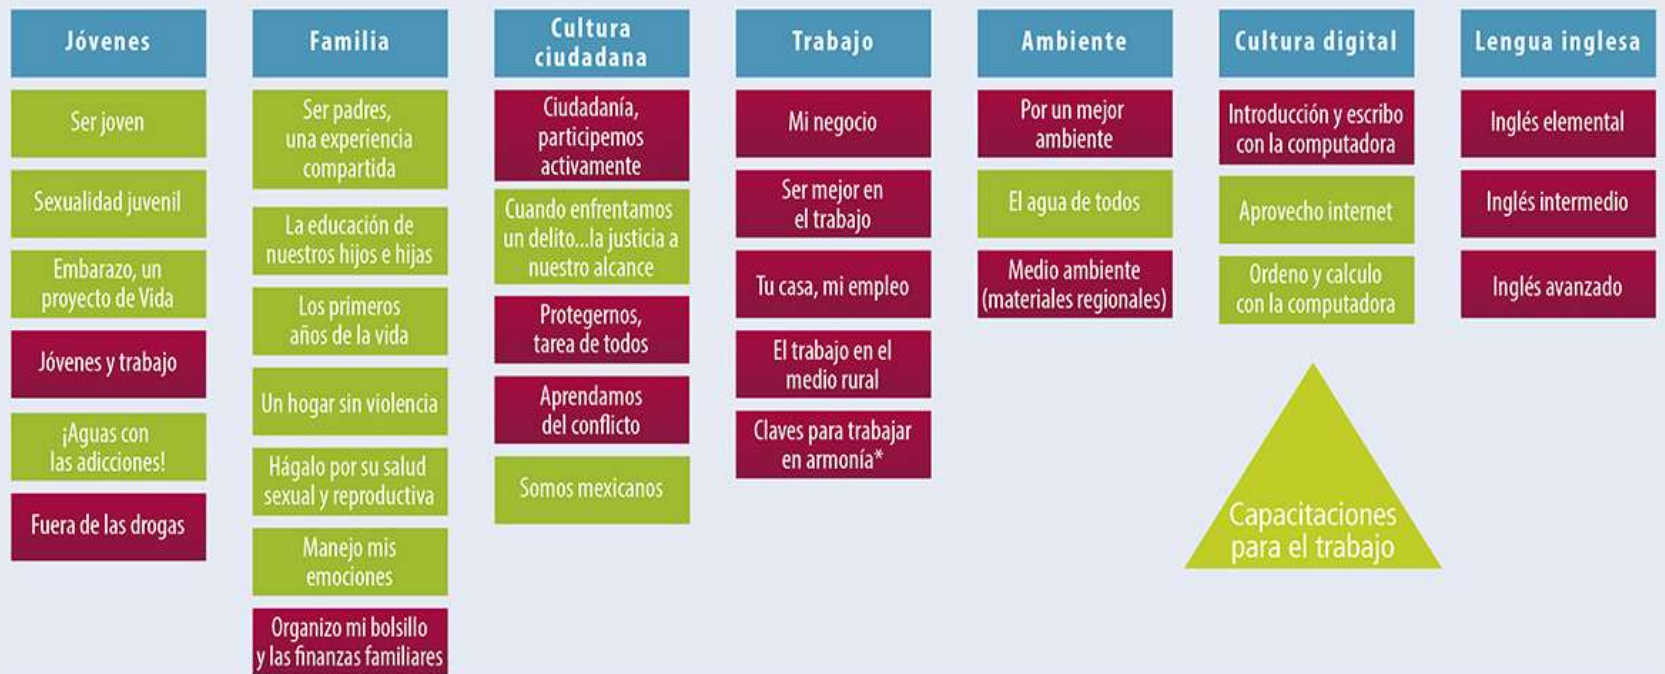 Jóvenes
Ser joven
Sexualidad juvenil
Embarazo, un
proyecto de Vida
Jóvenes y trabajo
¡Aguas con
las adicciones!
Fuera de las drogas
Familia
Ser padres,
una experiencia
compartida
La educación de
nuestros hijos e hijas
Los primeros
años de la vida
Un hogar sin violencia
Hágalo por su salud
sexual y reproductiva
Manejo mis
emociones
Organizo mi bolsillo
y las finanzas familiares
Cultura
ciudadana
Ciudadanía,
participemos
activamente
Cuando enfrentamos
un delito...la justicia a
nuestro alcance
Protegernos,
tarea de todos
Aprendamos
del conflicto
Somos mexicanos
Trabajo
Mi negocio
Ser mejor en
el trabajo
Tu casa, mi empleo
El trabajo en el
medio rural
Claves para trabajar
en armonía*
Ambiente
Por un mejor
ambiente
El agua de todos
Medio ambiente
(materiales regionales)
Cultura digital
Introducción y escribo
con la computadora
Aprovecho internet
Ordeno y calculo
con la computadora
Capacitaciones
para el trabajo
Lengua inglesa
Inglés elemental
Inglés intermedio
Inglés avanzado